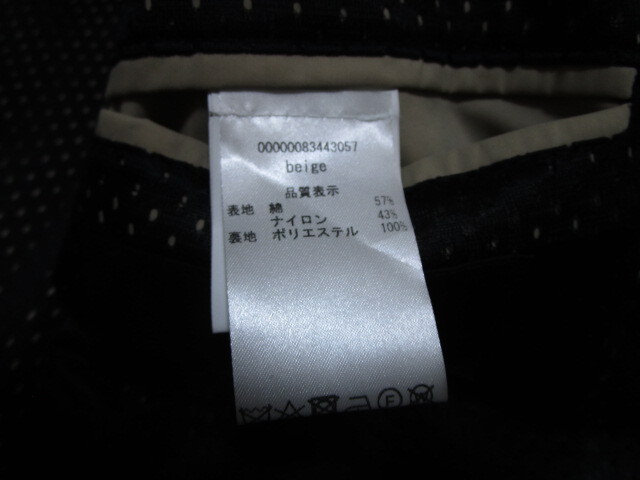 00000083443057
beige
品質表示
表地 綿 57%
ナイロン 43%
裏地 ポリエステル 100%